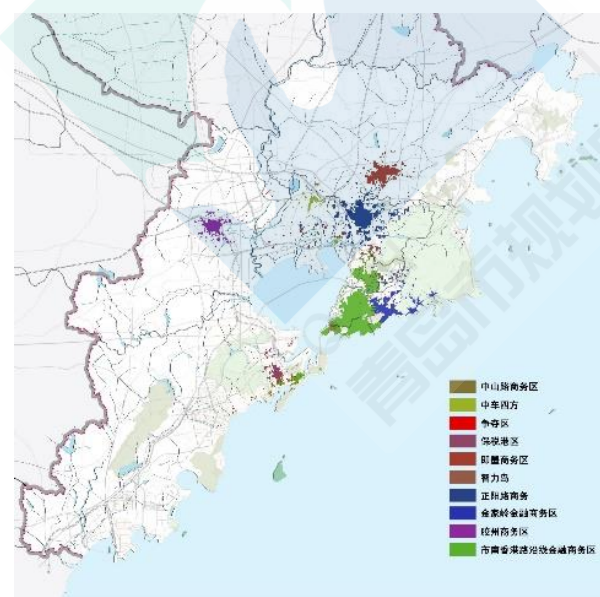 中山路商务区
中车四方
争夺区
保税港区
即墨商务区
智力岛
正阳路商务
金家岭金融商务区
胶州商务区
市南香港路沿线金融商务区
青岛市规划